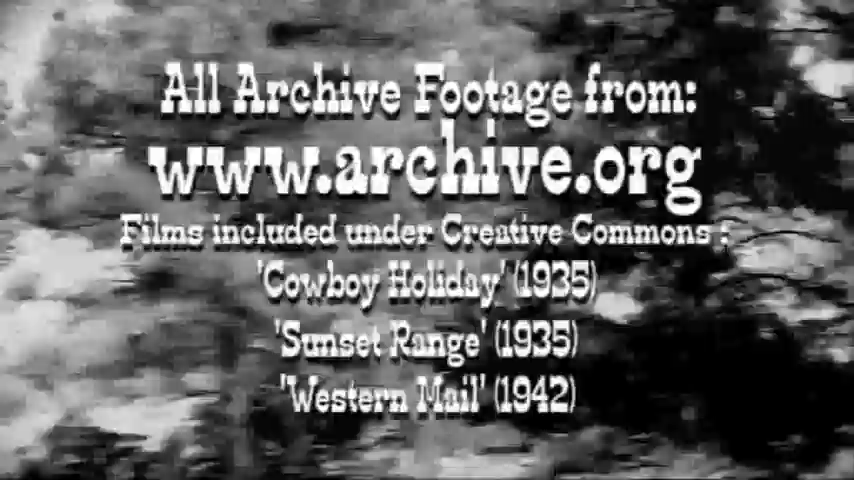 All Archive Footage from:
www.archive.org
Films included under Creative Commons :
'Cowboy Holiday' (1935)
'Sunset Range' (1935)
'Western Mail' (1942)